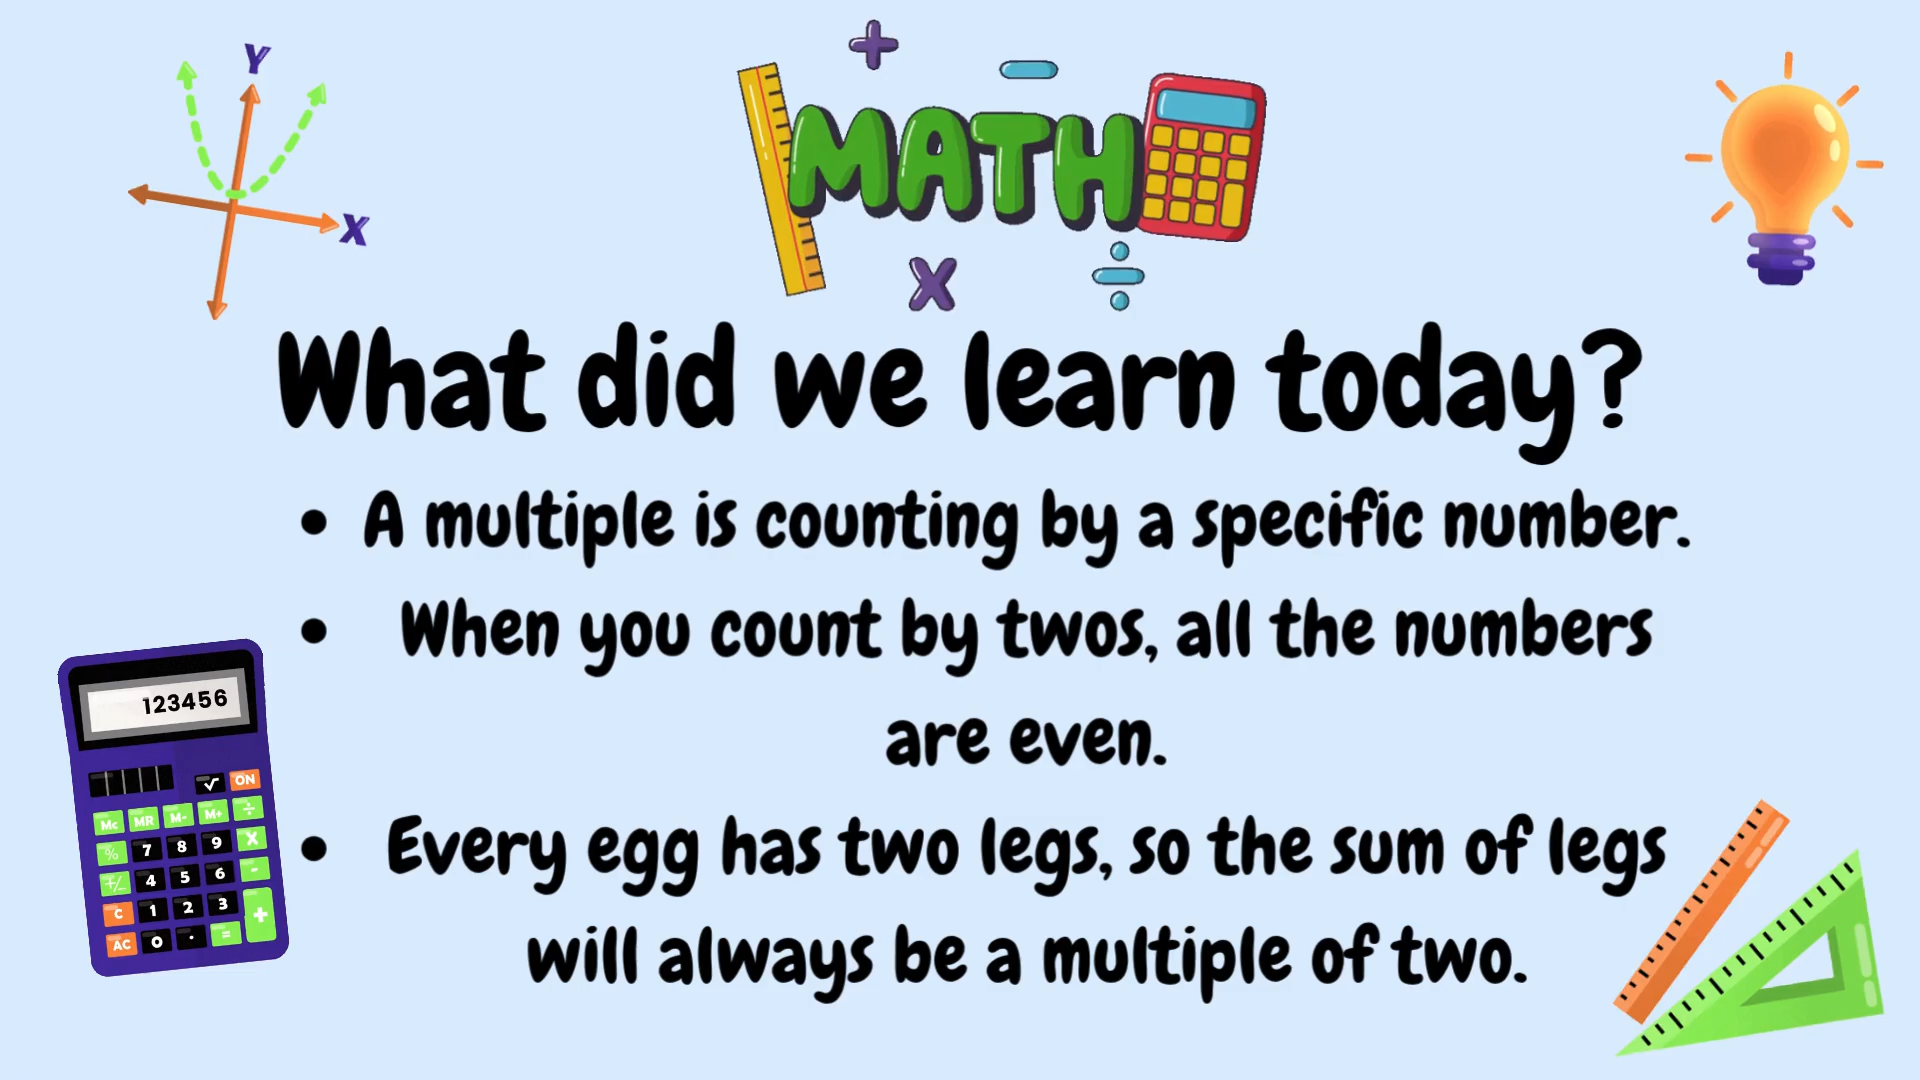 Y
X
MATH
What did we learn today?
• A multiple is counting by a specific number.
• When you count by twos, all the numbers
are even.
• Every egg has two legs, so the sum of legs
will always be a multiple of two.
123456
√ ON
Mc MR M- M+ ÷
% 7 8 9 X
+/_ 4 5 6 -
C 1 2 3 +
AC 0 · =